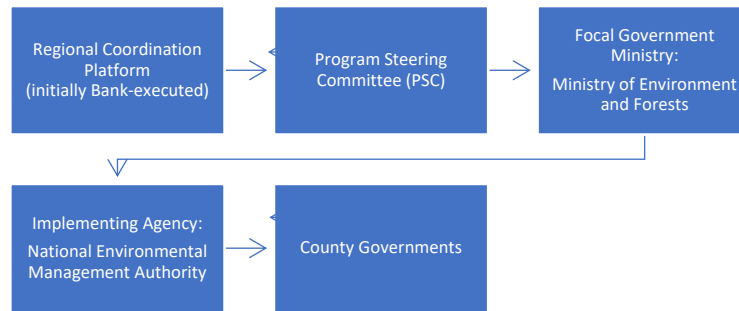 Regional Coordination
Platform
(initially Bank-executed)
Program Steering
Committee (PSC)
Focal Government
Ministry:
Ministry of Environment
and Forests
Implementing Agency:
National Environmental
Management Authority
County Governments